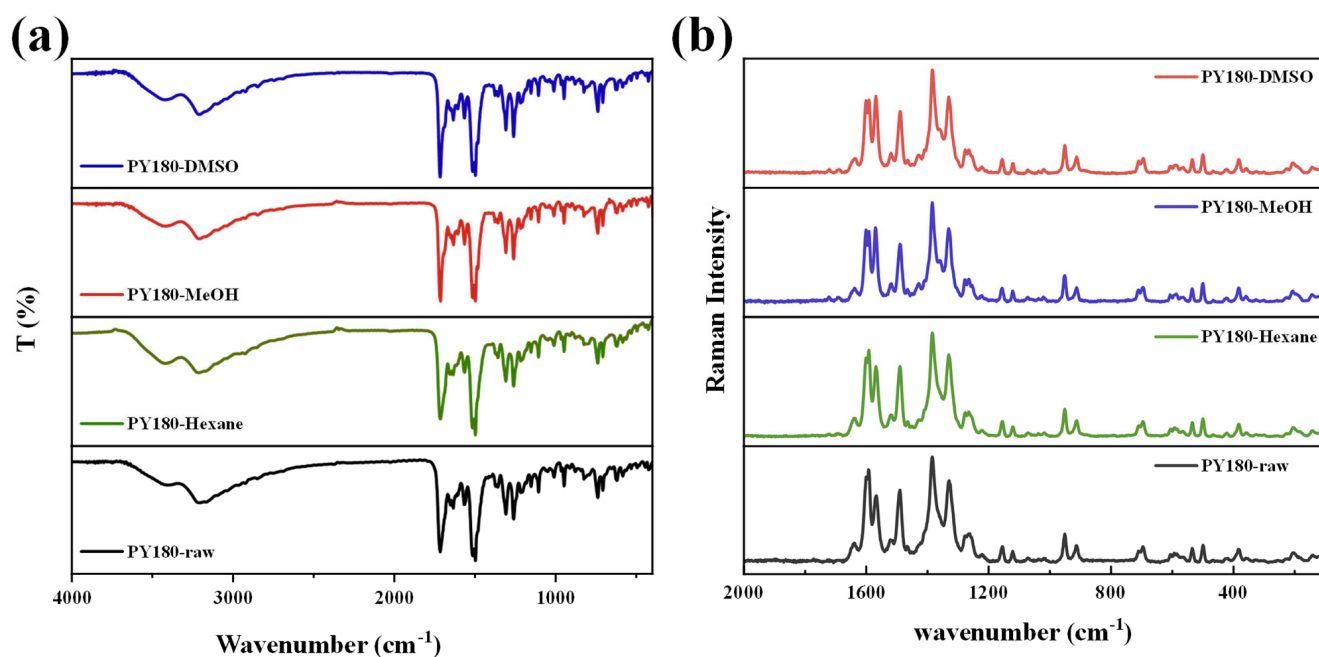 (a)
T (%)
PY180-DMSO
PY180-MeOH
PY180-Hexane
PY180-raw
4000
3000
2000
1000
Wavenumber (cm⁻¹)
(b)
Raman Intensity
PY180-DMSO
PY180-MeOH
PY180-Hexane
PY180-raw
2000
1600
1200
800
400
wavenumber (cm⁻¹)